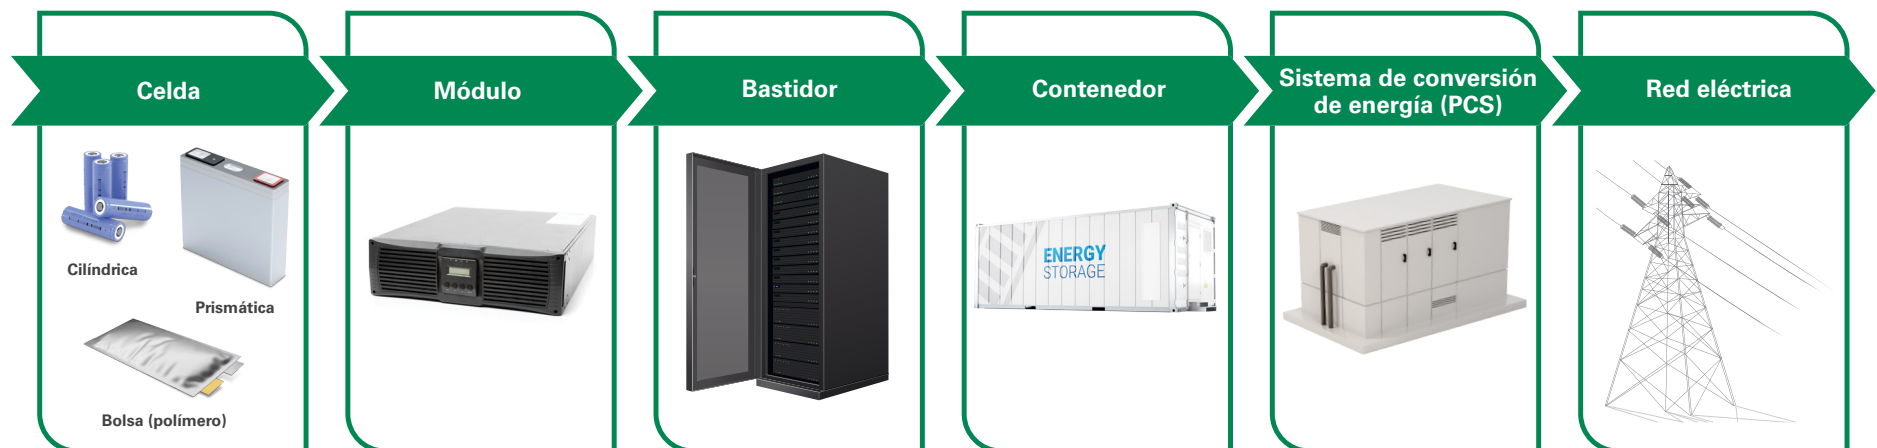 Celda
Módulo
Bastidor
Contenedor
Sistema de conversión
de energía (PCS)
Red eléctrica
Cilíndrica
Prismática
Bolsa (polímero)
ENERGY
STORAGE